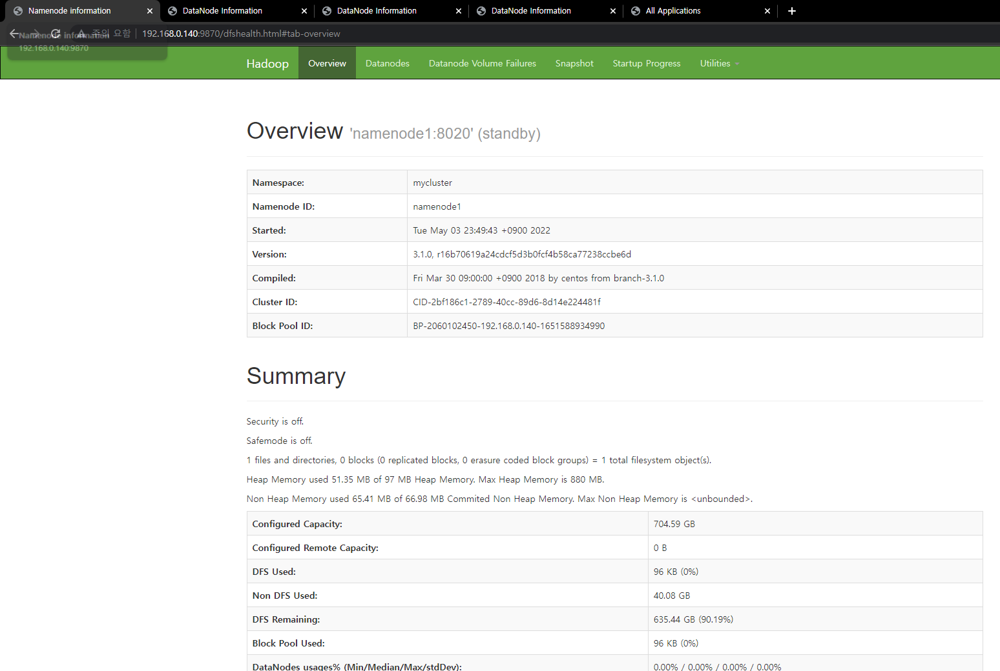 Namenode information
DataNode Information
DataNode Information
DataNode Information
All Applications
주의 요함 192.168.0.140:9870/dfshealth.html#tab-overview
Namenode information
192.168.0.140:9870
Hadoop Overview Datanodes Datanode Volume Failures Snapshot Startup Progress Utilities
Overview 'namenode1:8020' (standby)
Namespace: mycluster
Namenode ID: namenode1
Started: Tue May 03 23:49:43 +0900 2022
Version: 3.1.0, r16b70619a24cdcf5d3b0fcf4b58ca77238ccbe6d
Compiled: Fri Mar 30 09:00:00 +0900 2018 by centos from branch-3.1.0
Cluster ID: CID-2bf186c1-2789-40cc-89d6-8d14e224481f
Block Pool ID: BP-2060102450-192.168.0.140-1651588934990
Summary
Security is off.
Safemode is off.
1 files and directories, 0 blocks (0 replicated blocks, 0 erasure coded block groups) = 1 total filesystem object(s).
Heap Memory used 51.35 MB of 97 MB Heap Memory. Max Heap Memory is 880 MB.
Non Heap Memory used 65.41 MB of 66.98 MB Commited Non Heap Memory. Max Non Heap Memory is <unbounded>.
Configured Capacity: 704.59 GB
Configured Remote Capacity: 0 B
DFS Used: 96 KB (0%)
Non DFS Used: 40.08 GB
DFS Remaining: 635.44 GB (90.19%)
Block Pool Used: 96 KB (0%)
DataNodes usages% (Min/Median/Max/stdDev): 0.00% / 0.00% / 0.00% / 0.00%